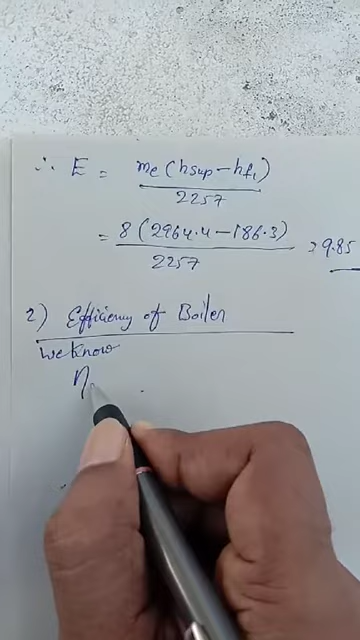 ∴ E = me (hsup - hf1)
2257
= 8 (2964.4 - 186.3) = 9.85
2257
2) Efficiency of Boiler
We know
η